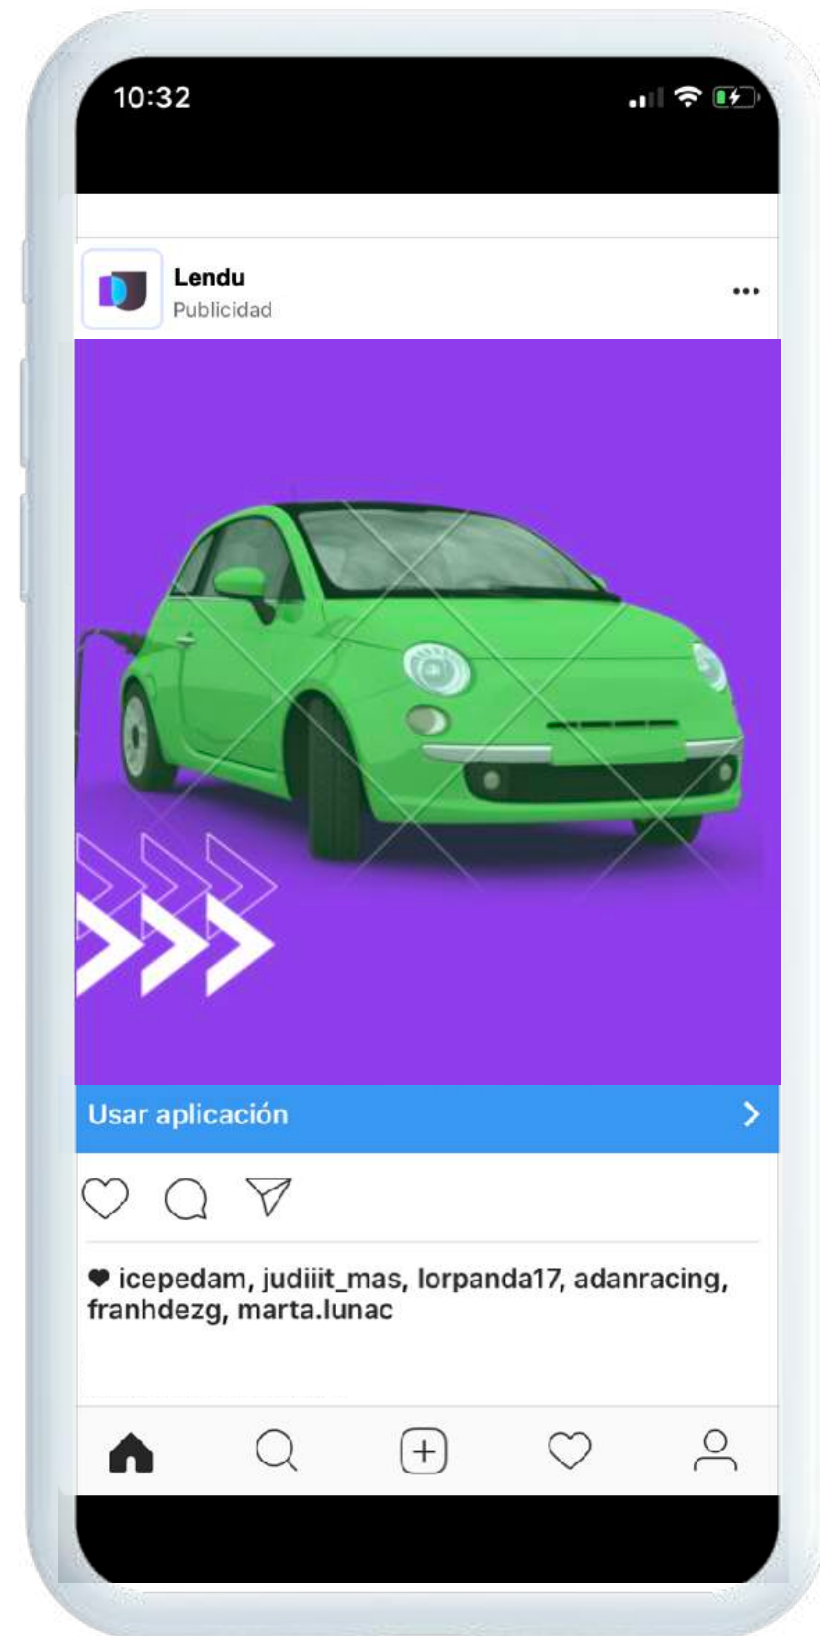 10:32
Lendu
Publicidad
Usar aplicación
icepedam, judiiit_mas, lorpanda17, adanracing,
franhdezg, marta.lunac